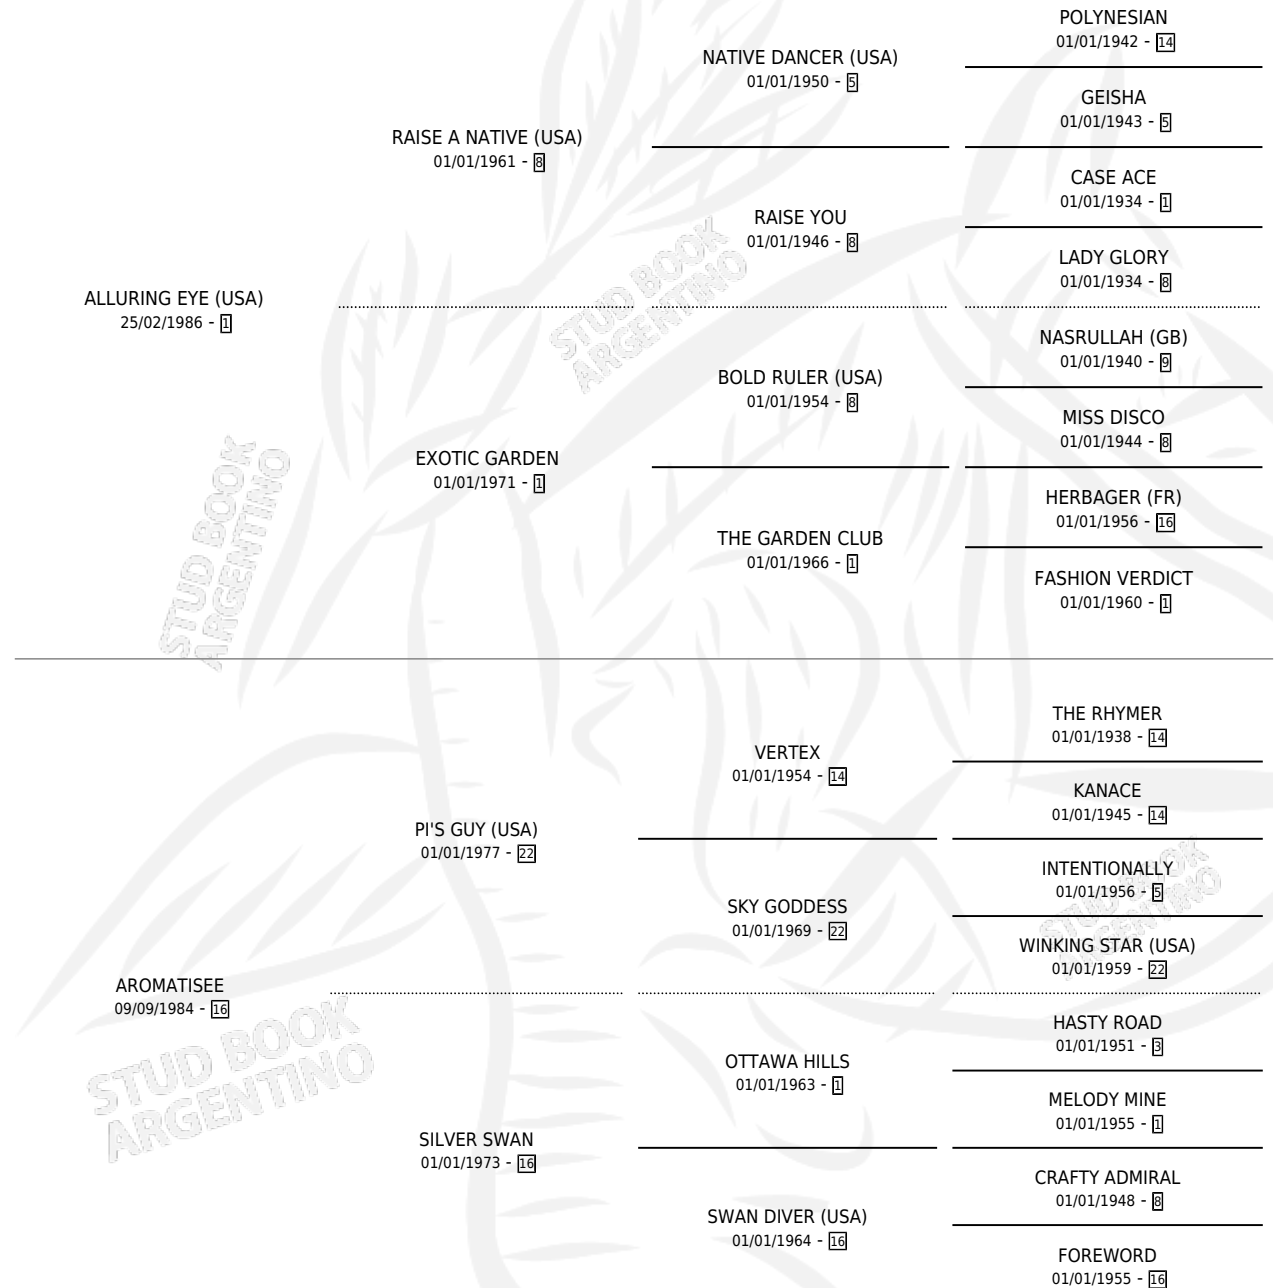 POLYNESIAN
01/01/1942 - 14
NATIVE DANCER (USA)
01/01/1950 - 5
GEISHA
01/01/1943 - 5
RAISE A NATIVE (USA)
01/01/1961 - 8
CASE ACE
01/01/1934 - 1
RAISE YOU
01/01/1946 - 8
LADY GLORY
01/01/1934 - 8
ALLURING EYE (USA)
25/02/1986 - 1
STUD BOOK
ARGENTINO
NASRULLAH (GB)
01/01/1940 - 9
BOLD RULER (USA)
01/01/1954 - 8
MISS DISCO
01/01/1944 - 8
EXOTIC GARDEN
01/01/1971 - 1
HERBAGER (FR)
01/01/1956 - 16
THE GARDEN CLUB
01/01/1966 - 1
FASHION VERDICT
01/01/1960 - 1
STUD BOOK
ARGENTINO
THE RHYMER
01/01/1938 - 14
VERTEX
01/01/1954 - 14
KANACE
01/01/1945 - 14
PI'S GUY (USA)
01/01/1977 - 22
INTENTIONALLY
01/01/1956 - 5
SKY GODDESS
01/01/1969 - 22
STUD BOOK
ARGENTINO
WINKING STAR (USA)
01/01/1959 - 22
AROMATISEE
09/09/1984 - 16
HASTY ROAD
01/01/1951 - 3
OTTAWA HILLS
01/01/1963 - 1
STUD BOOK
ARGENTINO
MELODY MINE
01/01/1955 - 1
SILVER SWAN
01/01/1973 - 16
CRAFTY ADMIRAL
01/01/1948 - 8
SWAN DIVER (USA)
01/01/1964 - 16
FOREWORD
01/01/1955 - 16